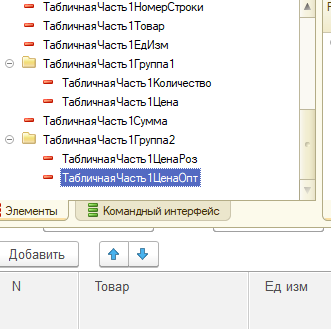 ТабличнаяЧасть1НомерСтроки
ТабличнаяЧасть1Товар
ТабличнаяЧасть1ЕдИзм
ТабличнаяЧасть1Группа1
ТабличнаяЧасть1Количество
ТабличнаяЧасть1Цена
ТабличнаяЧасть1Сумма
ТабличнаяЧасть1Группа2
ТабличнаяЧасть1ЦенаРоз
ТабличнаяЧасть1ЦенаОпт
Элементы Командный интерфейс
Добавить
N Товар Ед изм